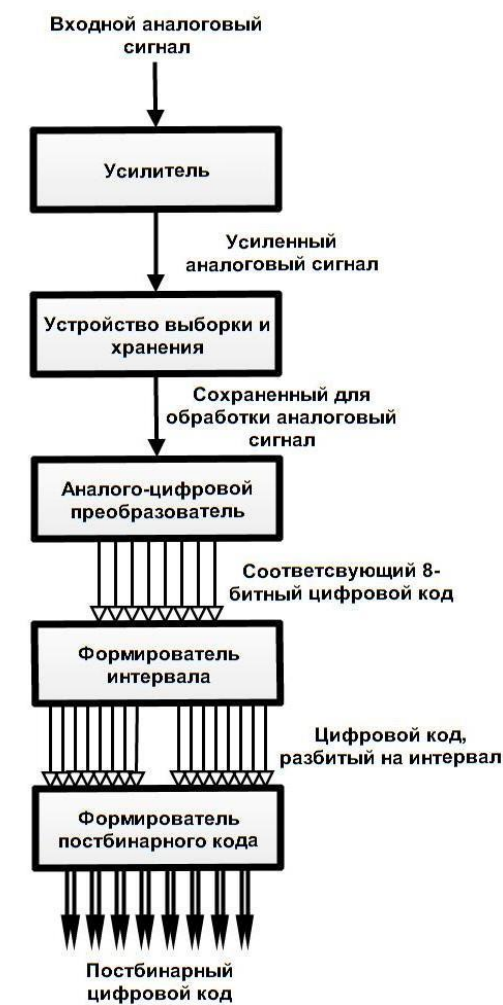 Входной аналоговый
сигнал
Усилитель
Усиленный
аналоговый сигнал
Устройство выборки и
хранения
Сохраненный для
обработки аналоговый
сигнал
Аналого-цифровой
преобразователь
Соответсвующий 8-
битный цифровой код
Формирователь
интервала
Цифровой код,
разбитый на интервал
Формирователь
постбинарного кода
Постбинарный
цифровой код